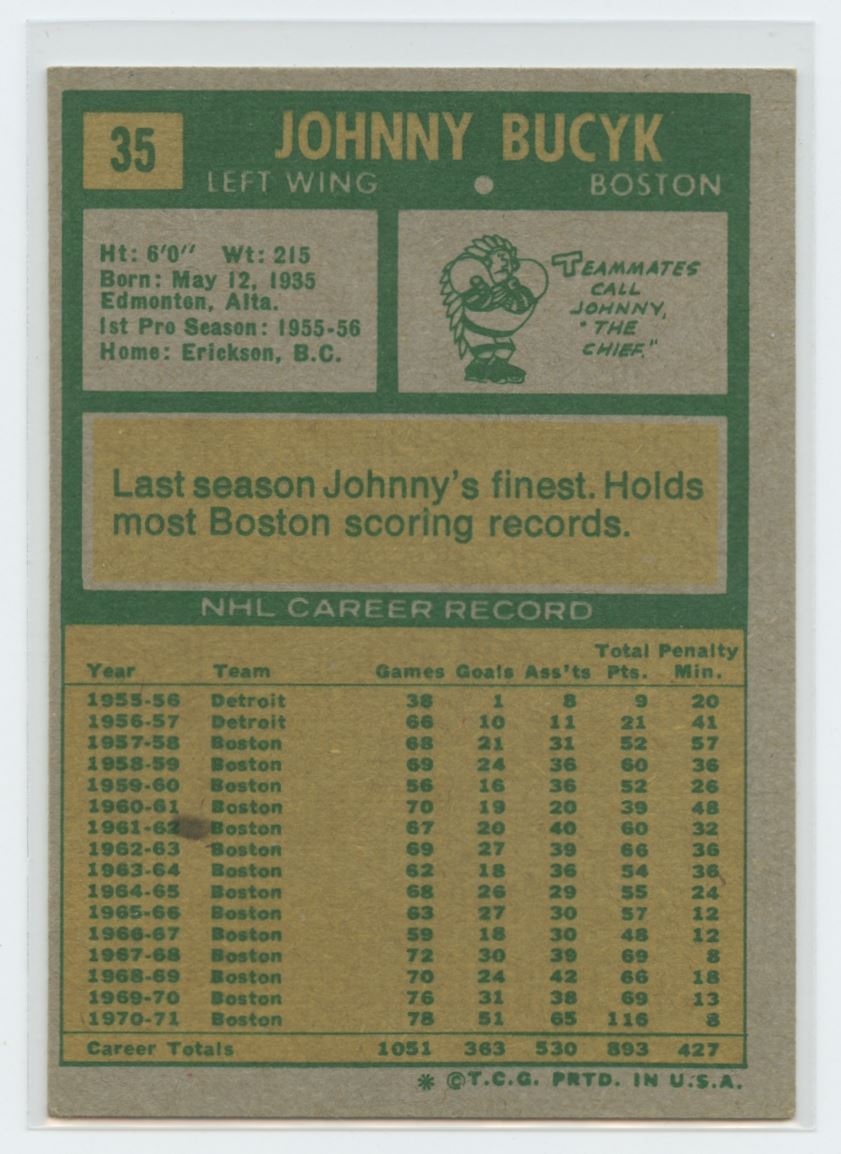 35
JOHNNY BUCYK
LEFT WING • BOSTON
Ht: 6'0" Wt: 215
Born: May 12, 1935
Edmonton, Alta.
1st Pro Season: 1955-56
Home: Erickson, B.C.
TEAMMATES
CALL
JOHNNY,
"THE
CHIEF."
Last season Johnny's finest. Holds
most Boston scoring records.
NHL CAREER RECORD
Total Penalty
Year Team Games Goals Ass'ts Pts. Min.
1955-56 Detroit 38 1 8 9 20
1956-57 Detroit 66 10 11 21 41
1957-58 Boston 68 21 31 52 57
1958-59 Boston 69 24 36 60 36
1959-60 Boston 56 16 36 52 26
1960-61 Boston 70 19 20 39 48
1961-62 Boston 67 20 40 60 32
1962-63 Boston 69 27 39 66 36
1963-64 Boston 62 18 36 54 36
1964-65 Boston 68 26 29 55 24
1965-66 Boston 63 27 30 57 12
1966-67 Boston 59 18 30 48 12
1967-68 Boston 72 30 39 69 8
1968-69 Boston 70 24 42 66 18
1969-70 Boston 76 31 38 69 13
1970-71 Boston 78 51 65 116 8
Career Totals 1051 363 530 893 427
* ©T.C.G. PRTD. IN U.S.A.